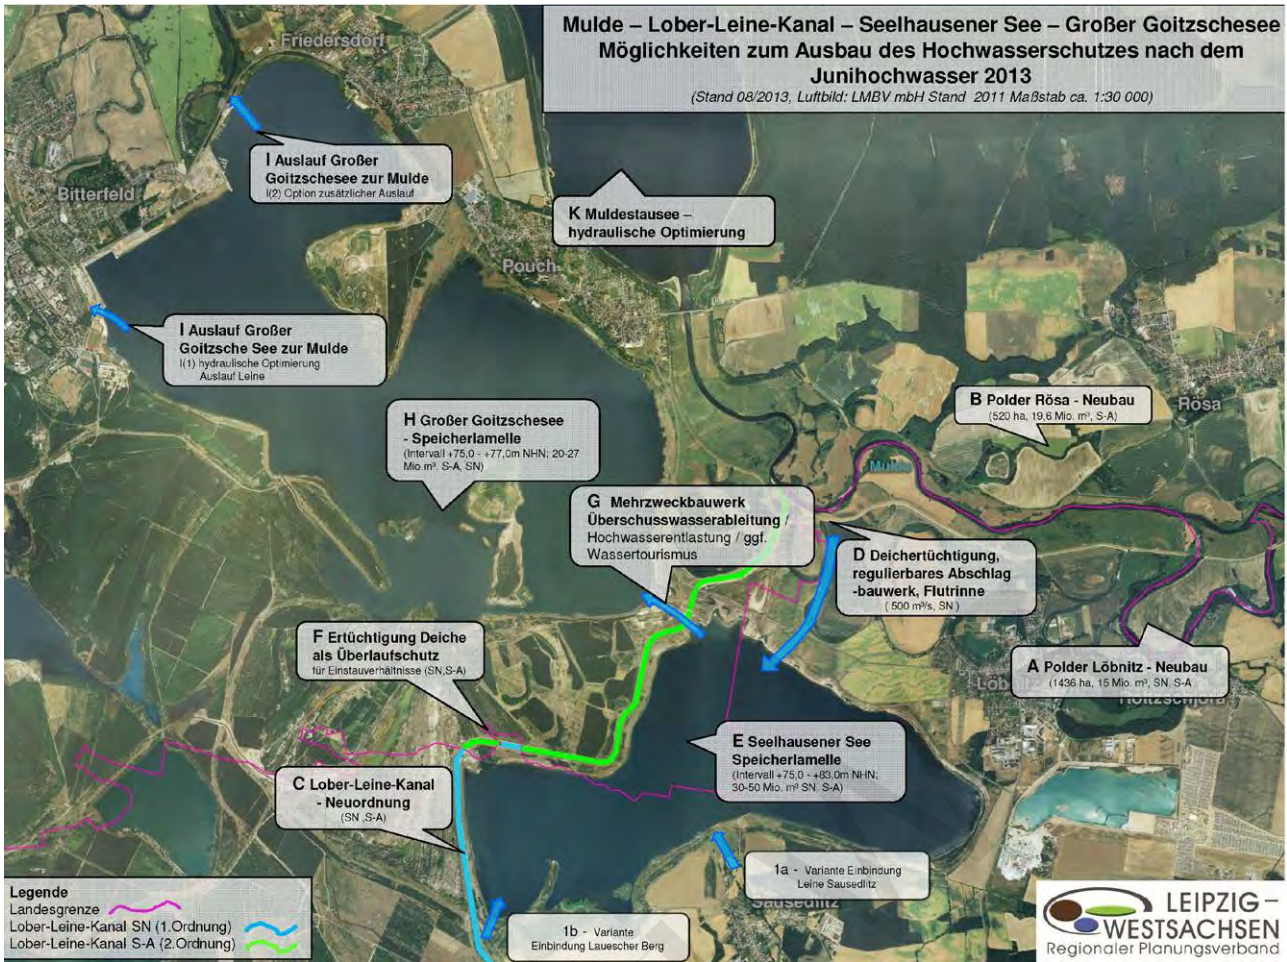 Mulde – Lober-Leine-Kanal – Seelhausener See – Großer Goitzschesee
Möglichkeiten zum Ausbau des Hochwasserschutzes nach dem
Junihochwasser 2013
(Stand 08/2013, Luftbild: LMBV mbH Stand 2011 Maßstab ca. 1:30 000)
Friedersdorf
I Auslauf Großer
Goitzschesee zur Mulde
I(2) Option zusätzlicher Auslauf
Bitterfeld
K Muldestausee –
hydraulische Optimierung
Pouch
I Auslauf Großer
Goitzsche See zur Mulde
I(1) hydraulische Optimierung
Auslauf Leine
B Polder Rösa - Neubau
(520 ha, 19,6 Mio. m³, S-A)
Rösa
H Großer Goitzschesee
- Speicherlamelle
(Intervall +75,0 - +77,0m NHN; 20-27
Mio m³, S-A, SN)
Mulde
G Mehrzweckbauwerk
Überschusswasserableitung /
Hochwasserentlastung / ggf.
Wassertourismus
D Deichertüchtigung,
regulierbares Abschlag
-bauwerk, Flutrinne
( 500 m³/s, SN )
F Ertüchtigung Deiche
als Überlaufschutz
für Einstauverhältnisse (SN,S-A)
A Polder Löbnitz - Neubau
(1436 ha, 15 Mio. m³, SN, S-A
Löb
E Seelhausener See
Speicherlamelle
(Intervall +75,0 - +83,0m NHN;
30-50 Mio. m³ SN, S-A)
C Lober-Leine-Kanal
- Neuordnung
(SN ,S-A)
1a - Variante Einbindung
Leine Sausedlitz
Sausedlitz
1b - Variante
Einbindung Lauescher Berg
Legende
Landesgrenze
Lober-Leine-Kanal SN (1.Ordnung)
Lober-Leine-Kanal S-A (2.Ordnung)
LEIPZIG –
WESTSACHSEN
Regionaler Planungsverband